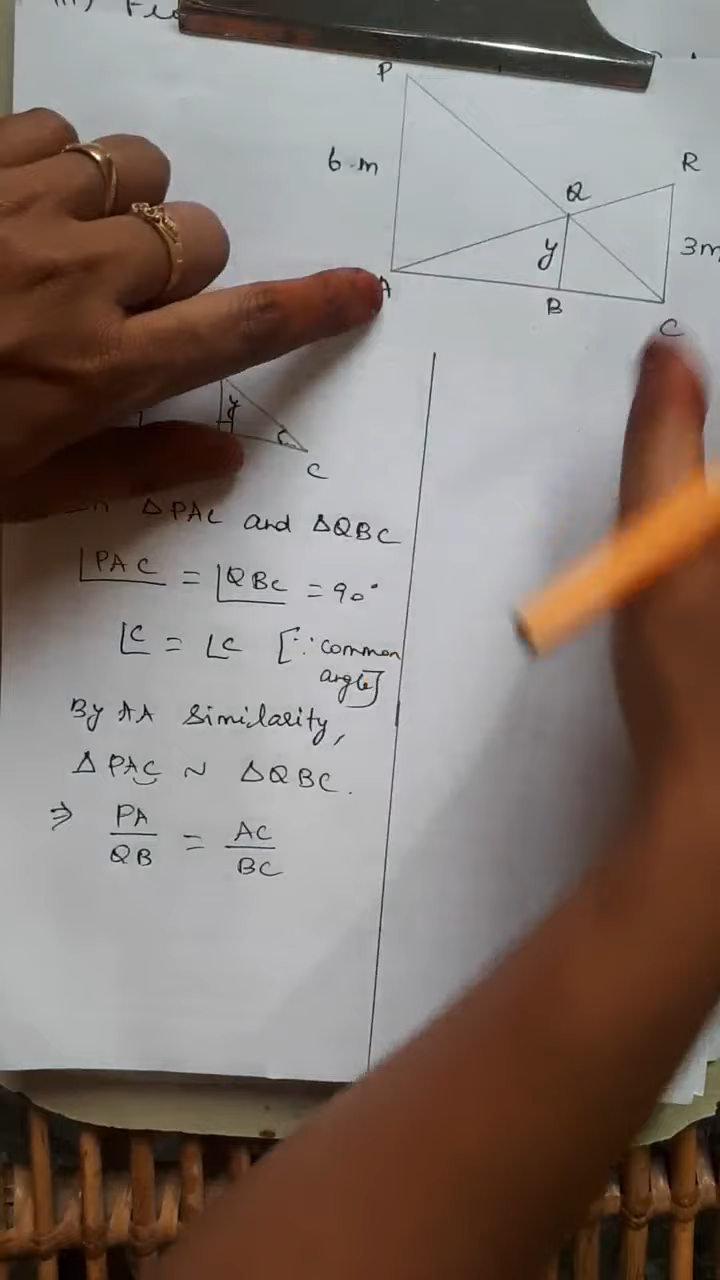 P
6 m
R
Q
y
3m
A
B
C
y
C
ΔPAC and ΔQBC
∠PAC = ∠QBC = 90°
∠C = ∠C [∵ common
angle]
By AA Similarity,
ΔPAC ~ ΔQBC.
⇒ PA/QB = AC/BC